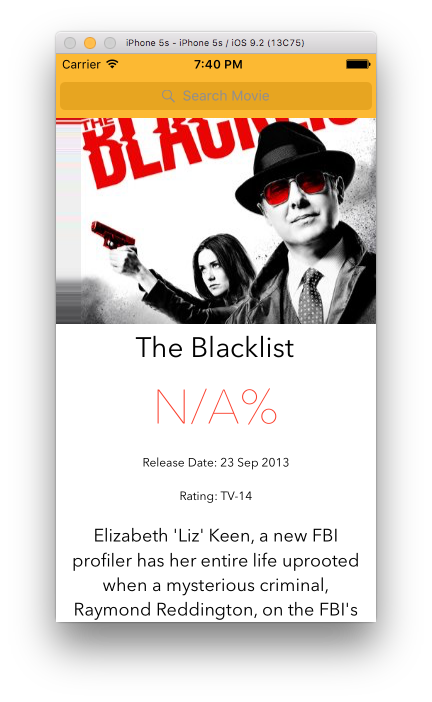 iPhone 5s - iPhone 5s / iOS 9.2 (13C75)
Carrier 7:40 PM
Search Movie
THE
BLACKLIST
The Blacklist
N/A%
Release Date: 23 Sep 2013
Rating: TV-14
Elizabeth 'Liz' Keen, a new FBI
profiler has her entire life uprooted
when a mysterious criminal,
Raymond Reddington, on the FBI's